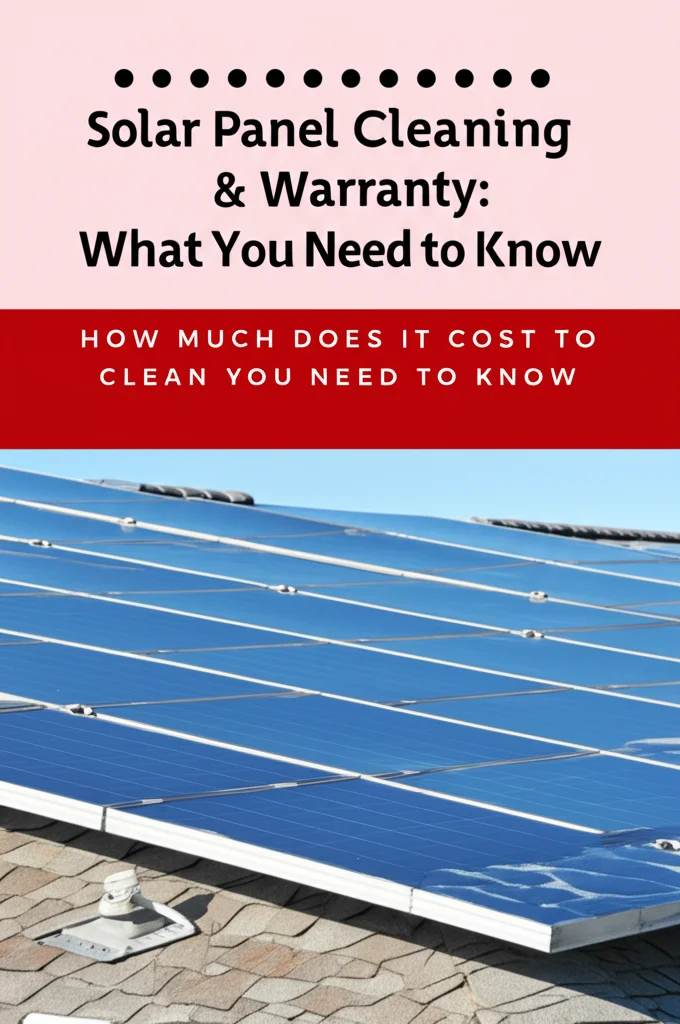 Solar Panel Cleaning
& Warranty:
What You Need to Know
HOW MUCH DOES IT COST TO
CLEAN YOU NEED TO KNOW